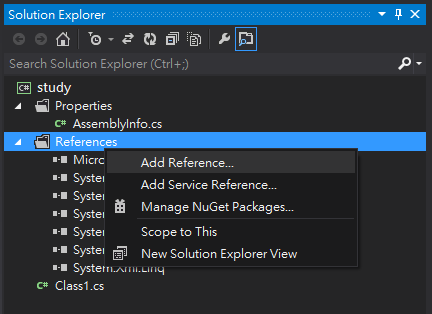 Solution Explorer
Search Solution Explorer (Ctrl+;)
C# study
Properties
C# AssemblyInfo.cs
References
Micro
Add Reference...
System
Add Service Reference...
System
Manage NuGet Packages...
System
Scope to This
System
New Solution Explorer View
System.Xml.Linq
C# Class1.cs